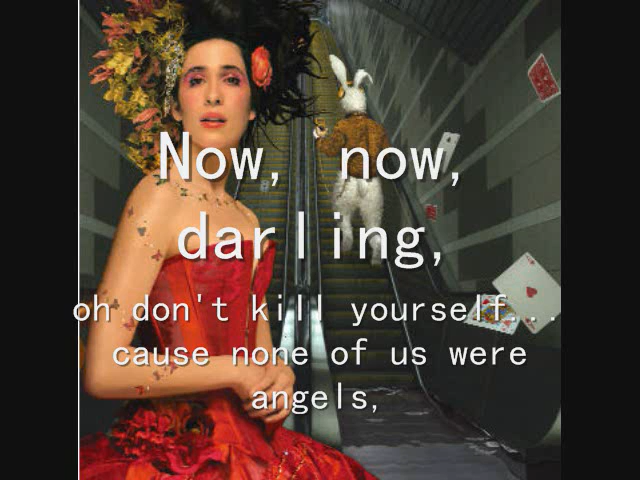 Now, now,
darling,
oh don't kill yourself...
cause none of us were
angels,